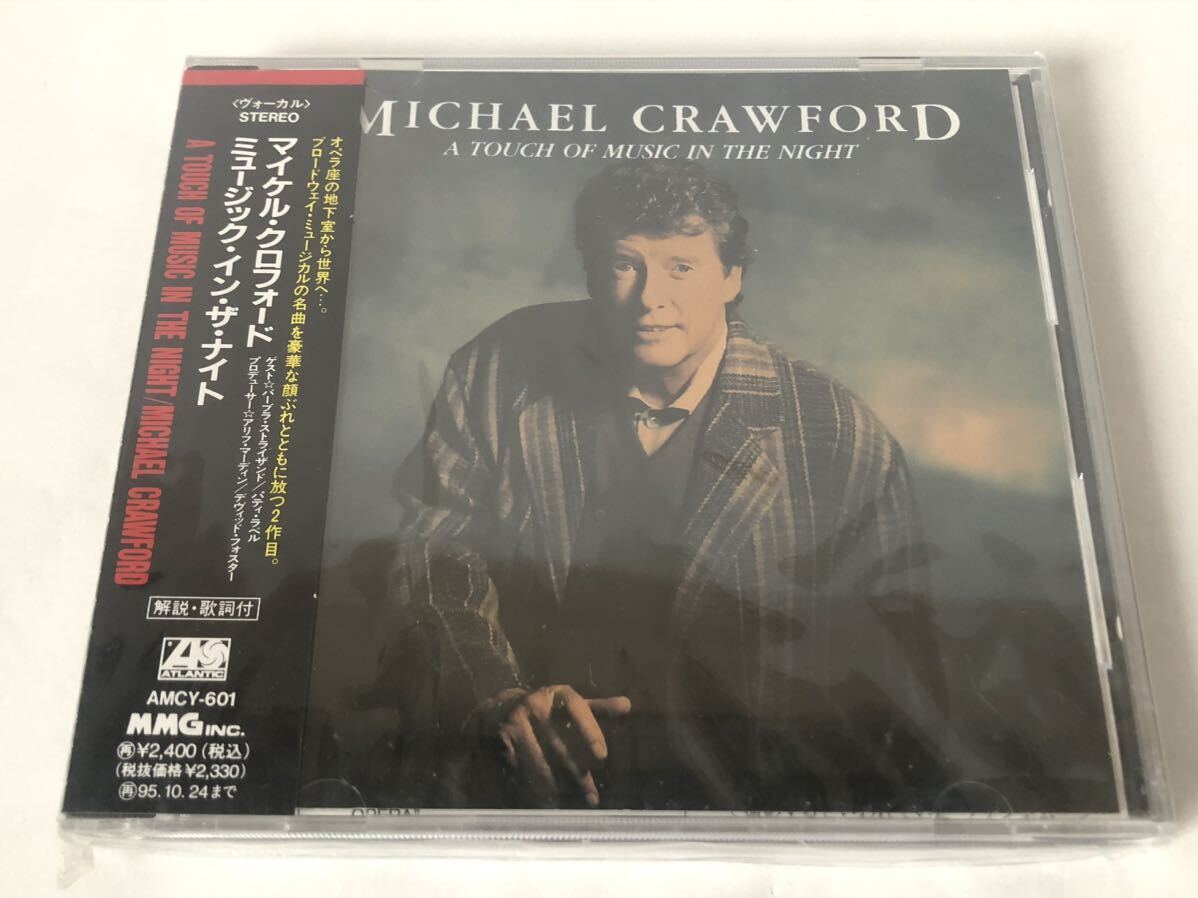 〈ヴォーカル〉
STEREO
オペラ座の地下室から世界へ…。
ブロードウェイ・ミュージカルの名曲を豪華な顔ぶれとともに放つ2作目。
マイケル・クロフォード
ゲスト☆バーブラ・ストライザンド/パティ・ラベル
プロデューサー☆アリフ・マーディン/デヴィッド・フォスター
ミュージック・イン・ザ・ナイト
A TOUCH OF MUSIC IN THE NIGHT/MICHAEL CRAWFORD
解説・歌詞付
ATLANTIC
AMCY-601
MMG INC.
再¥2,400(税込)
(税抜価格¥2,330)
再95.10.24まで
MICHAEL CRAWFORD
A TOUCH OF MUSIC IN THE NIGHT